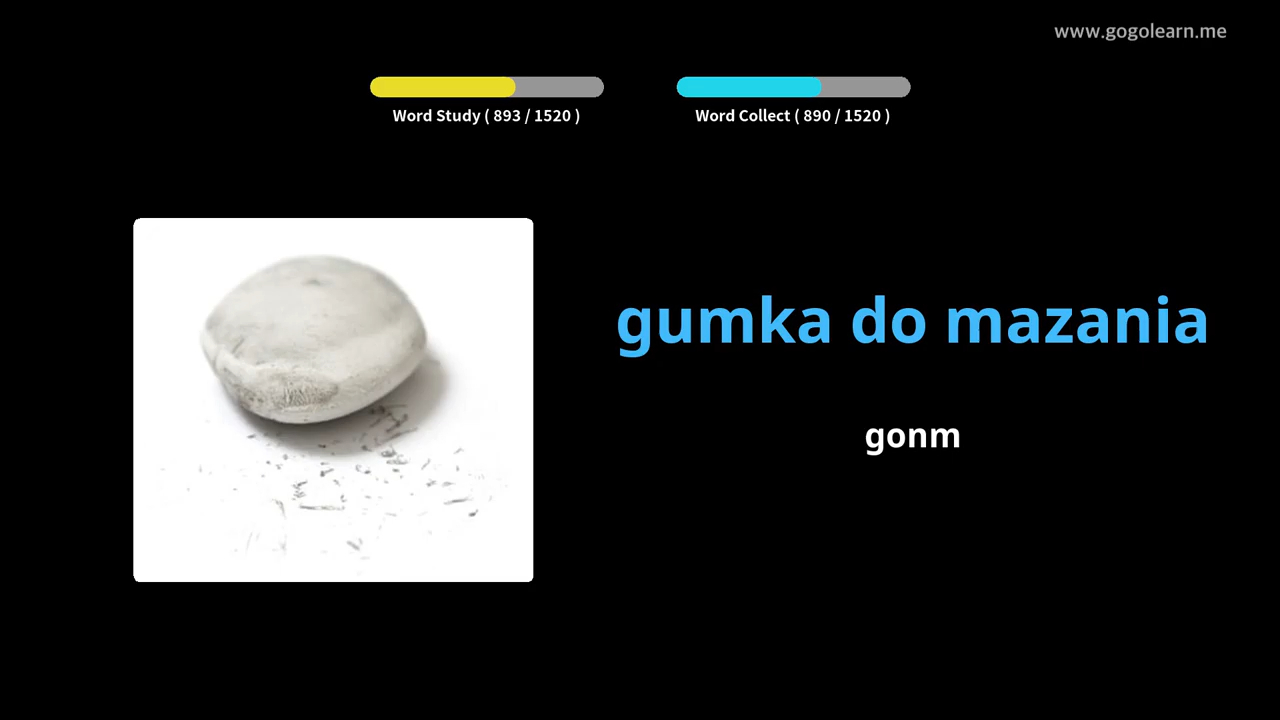 www.gogolearn.me
Word Study ( 893 / 1520 )
Word Collect ( 890 / 1520 )
gumka do mazania
gonm